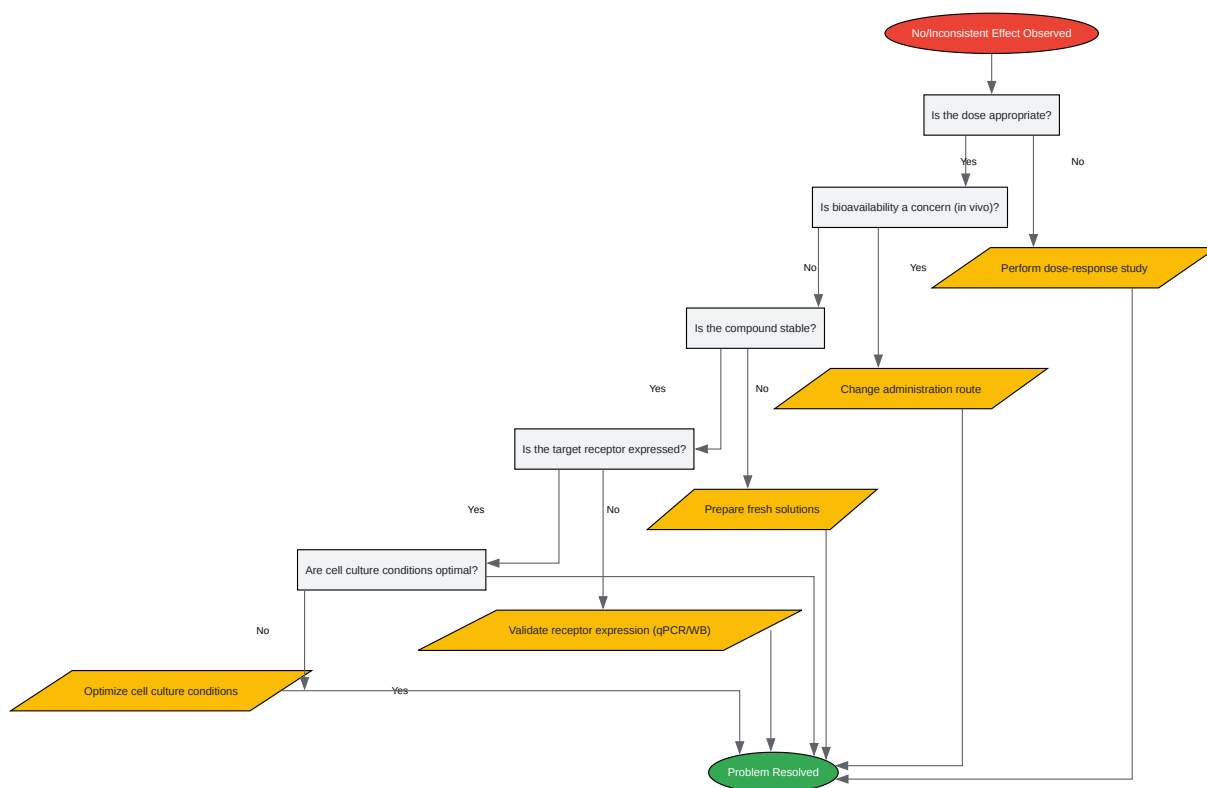 No/Inconsistent Effect Observed
Is the dose appropriate?
Yes
No
Is bioavailability a concern (in vivo)?
No
Yes
Perform dose-response study
Is the compound stable?
Yes
No
Change administration route
Is the target receptor expressed?
Yes
No
Prepare fresh solutions
Are cell culture conditions optimal?
No
Validate receptor expression (qPCR/WB)
Optimize cell culture conditions
Yes
Problem Resolved